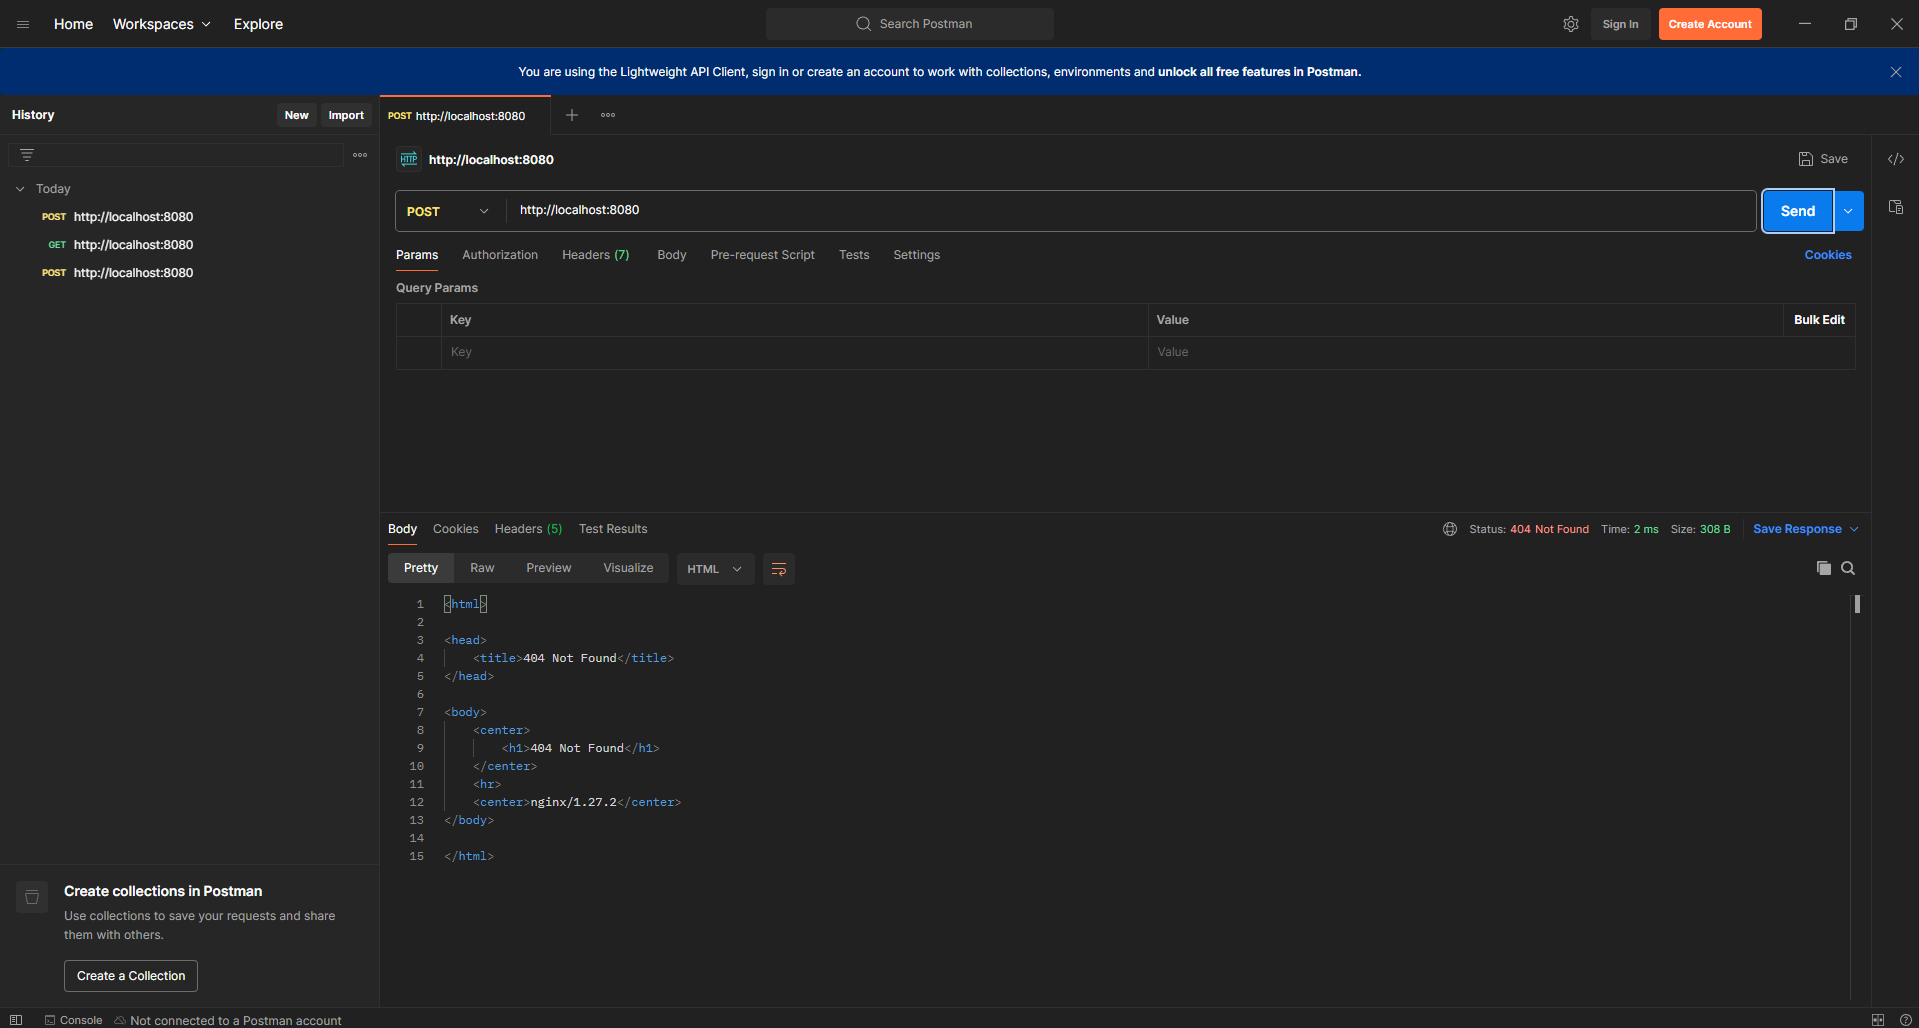 Home Workspaces Explore
Search Postman
Sign In Create Account
You are using the Lightweight API Client, sign in or create an account to work with collections, environments and unlock all free features in Postman.
History New Import
Today
POST http://localhost:8080
GET http://localhost:8080
POST http://localhost:8080
Create collections in Postman
Use collections to save your requests and share
them with others.
Create a Collection
POST http://localhost:8080
HTTP http://localhost:8080 Save
POST http://localhost:8080 Send
Params Authorization Headers (7) Body Pre-request Script Tests Settings Cookies
Query Params
Key Value Bulk Edit
Key Value
Body Cookies Headers (5) Test Results Status: 404 Not Found Time: 2 ms Size: 308 B Save Response
Pretty Raw Preview Visualize HTML
1 <html>
2
3 <head>
4 <title>404 Not Found</title>
5 </head>
6
7 <body>
8 <center>
9 <h1>404 Not Found</h1>
10 </center>
11 <hr>
12 <center>nginx/1.27.2</center>
13 </body>
14
15 </html>
Console Not connected to a Postman account